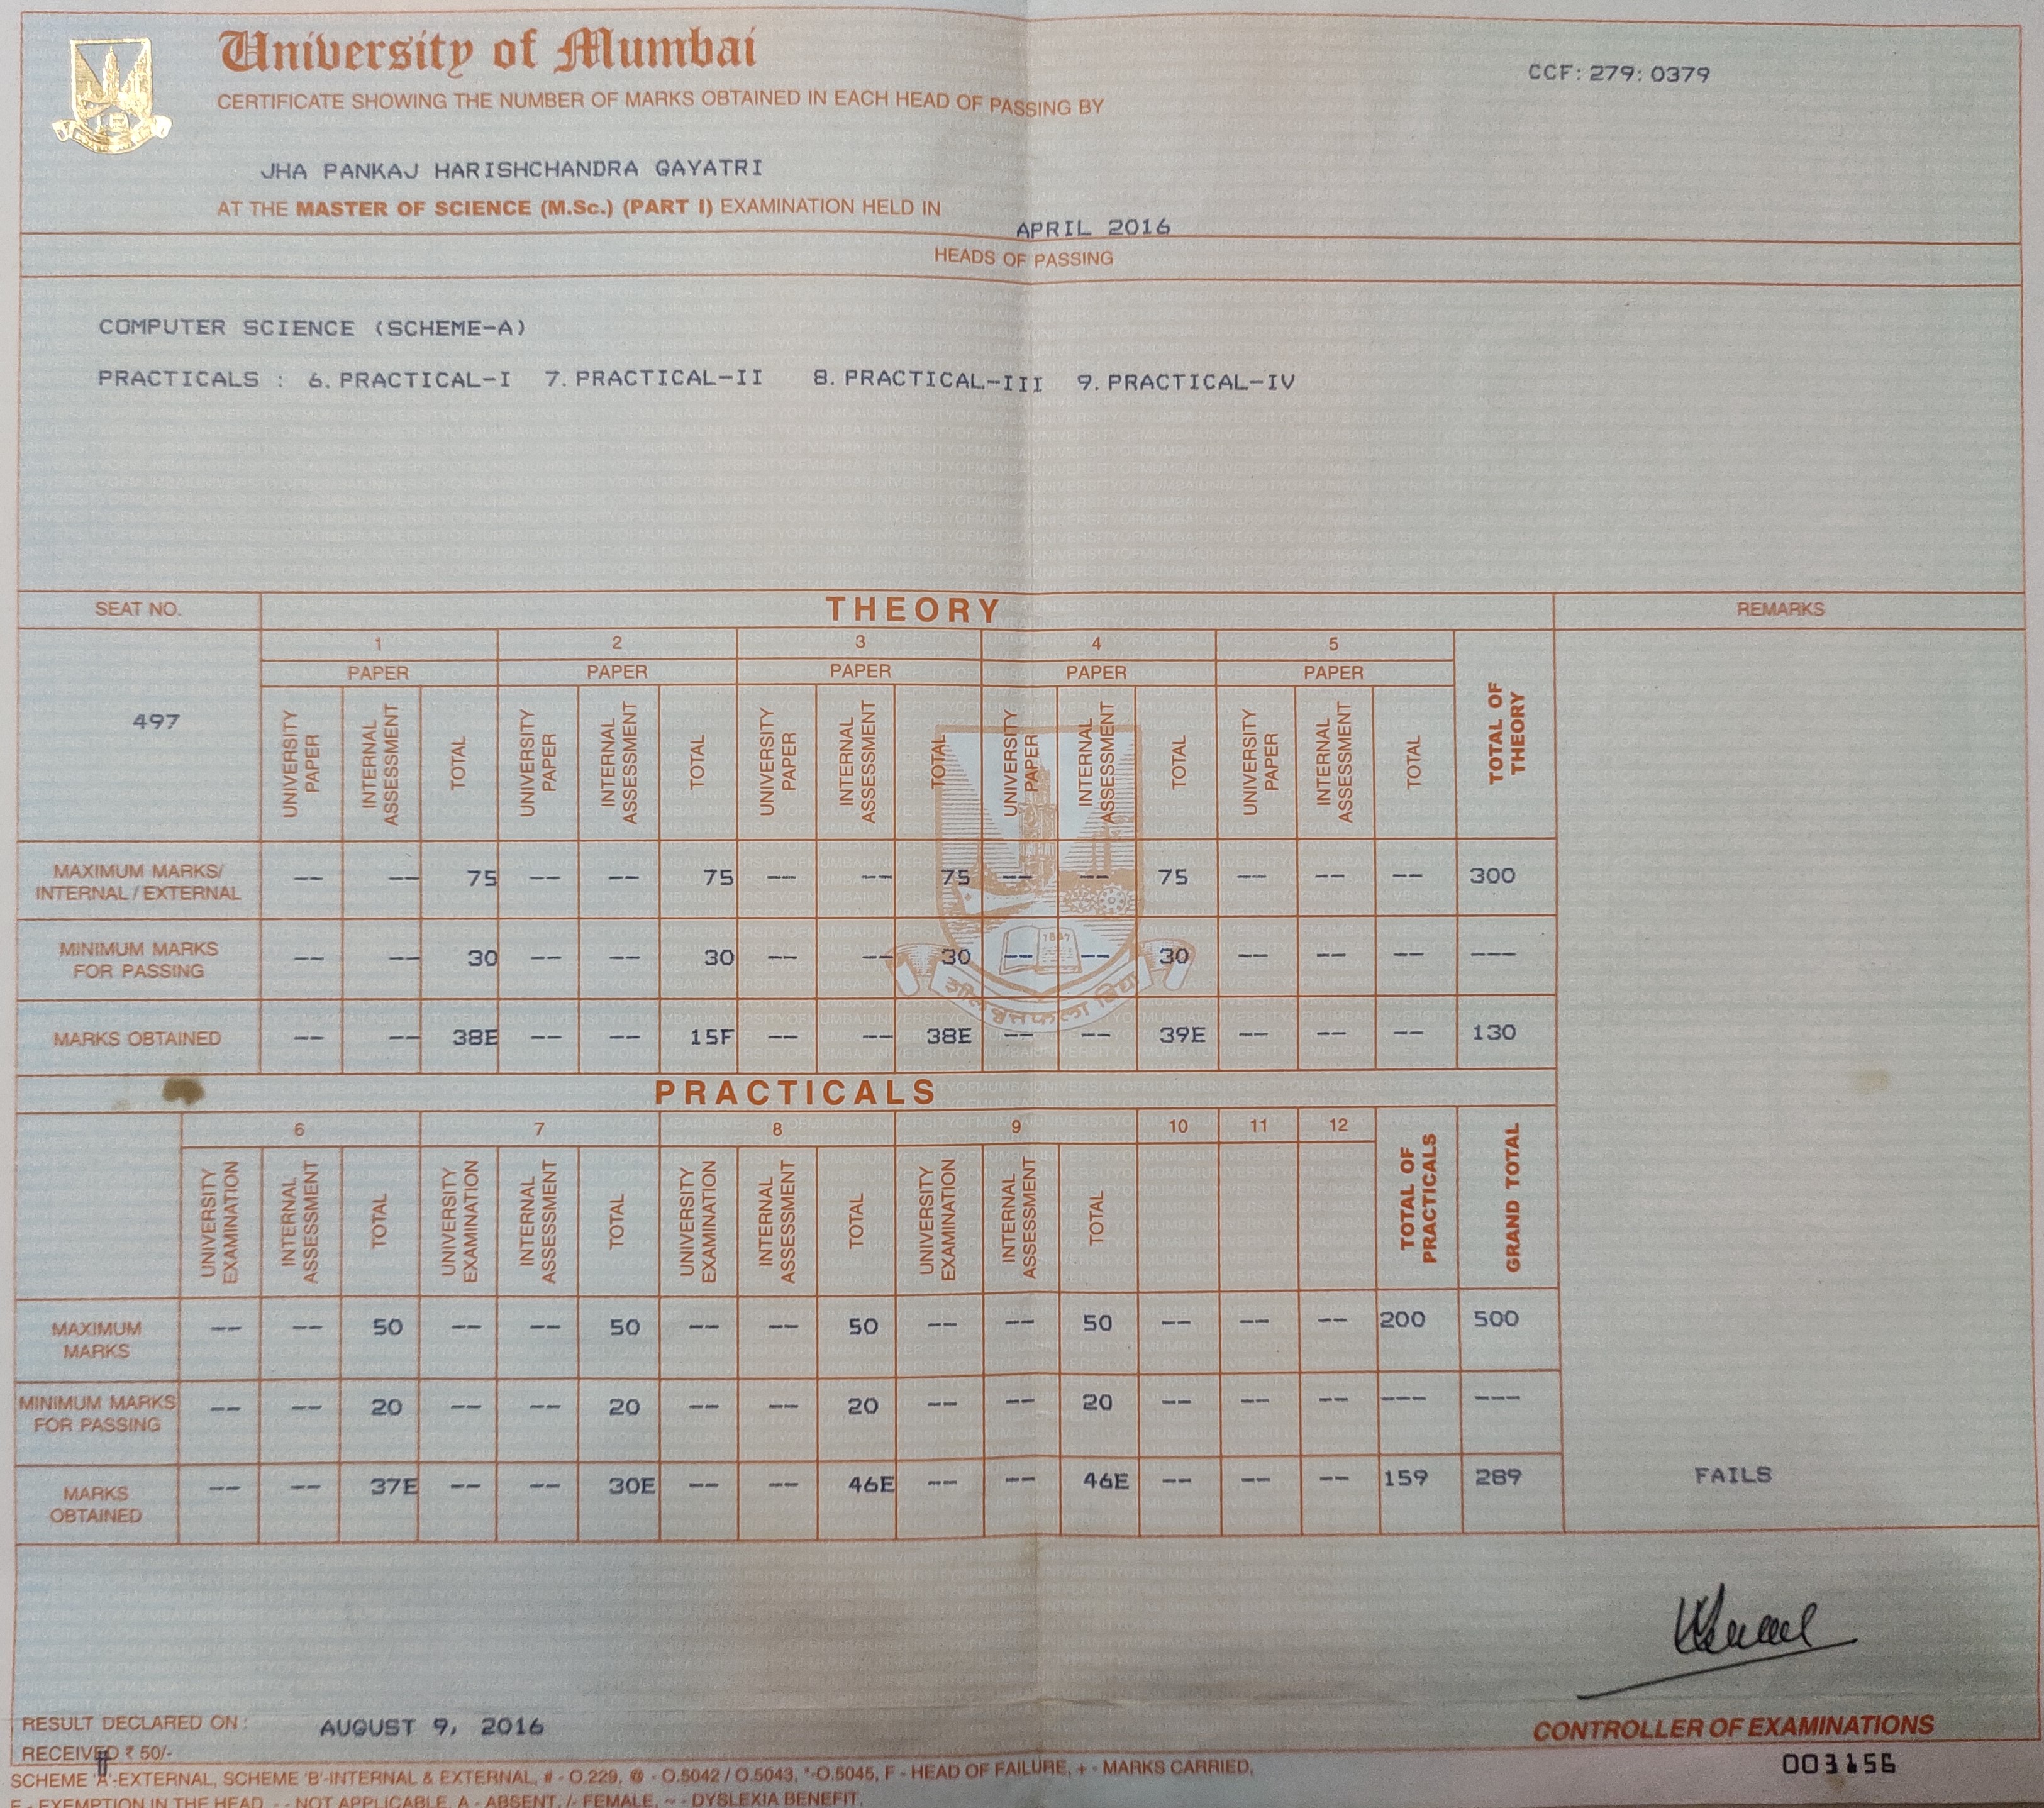 University of Mumbai
CCF: 279: 0379
CERTIFICATE SHOWING THE NUMBER OF MARKS OBTAINED IN EACH HEAD OF PASSING BY
JHA PANKAJ HARISHCHANDRA GAYATRI
AT THE MASTER OF SCIENCE (M.Sc.) (PART I) EXAMINATION HELD IN
APRIL 2016
HEADS OF PASSING
COMPUTER SCIENCE (SCHEME-A)
PRACTICALS : 6. PRACTICAL-I 7. PRACTICAL-II 8. PRACTICAL-III 9. PRACTICAL-IV
SEAT NO. THEORY REMARKS
1 2 3 4 5
PAPER PAPER PAPER PAPER PAPER
497 UNIVERSITY PAPER INTERNAL ASSESSMENT TOTAL UNIVERSITY PAPER INTERNAL ASSESSMENT TOTAL UNIVERSITY PAPER INTERNAL ASSESSMENT TOTAL UNIVERSITY PAPER INTERNAL ASSESSMENT TOTAL UNIVERSITY PAPER INTERNAL ASSESSMENT TOTAL TOTAL OF THEORY
MAXIMUM MARKS/ INTERNAL / EXTERNAL -- -- 75 -- -- 75 -- -- 75 -- -- 75 -- -- -- 300
MINIMUM MARKS FOR PASSING -- -- 30 -- -- 30 -- -- 30 -- -- 30 -- -- -- ---
1857
MARKS OBTAINED -- -- 38E -- -- 15F -- -- 38E -- -- 39E -- -- -- 130
PRACTICALS
6 7 8 9 10 11 12
UNIVERSITY EXAMINATION INTERNAL ASSESSMENT TOTAL UNIVERSITY EXAMINATION INTERNAL ASSESSMENT TOTAL UNIVERSITY EXAMINATION INTERNAL ASSESSMENT TOTAL UNIVERSITY EXAMINATION INTERNAL ASSESSMENT TOTAL TOTAL OF PRACTICALS GRAND TOTAL
MAXIMUM MARKS -- -- 50 -- -- 50 -- -- 50 -- -- 50 -- -- -- 200 500
MINIMUM MARKS FOR PASSING -- -- 20 -- -- 20 -- -- 20 -- -- 20 -- -- -- --- ---
MARKS OBTAINED -- -- 37E -- -- 30E -- -- 46E -- -- 46E -- -- -- 159 289 FAILS
RESULT DECLARED ON : AUGUST 9, 2016
CONTROLLER OF EXAMINATIONS
RECEIVED ₹ 50/-
SCHEME 'A'-EXTERNAL, SCHEME 'B'-INTERNAL & EXTERNAL, # - O.229, @ - O.5042 / O.5043, *-O.5045, F - HEAD OF FAILURE, + - MARKS CARRIED,
E - EXEMPTION IN THE HEAD, -- NOT APPLICABLE, A - ABSENT, /- FEMALE, ~ - DYSLEXIA BENEFIT.